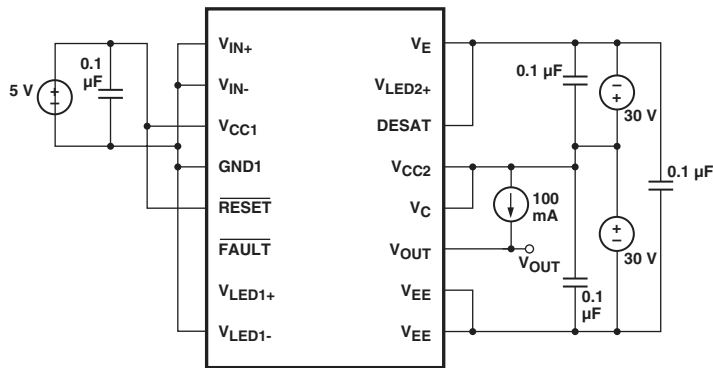 5 V
0.1
µF
V_IN+
V_IN-
V_CC1
GND1
RESET
FAULT
V_LED1+
V_LED1-
V_E
V_LED2+
DESAT
V_CC2
V_C
V_OUT
V_EE
V_EE
0.1 µF
30 V
0.1 µF
100
mA
V_OUT
30 V
0.1
µF